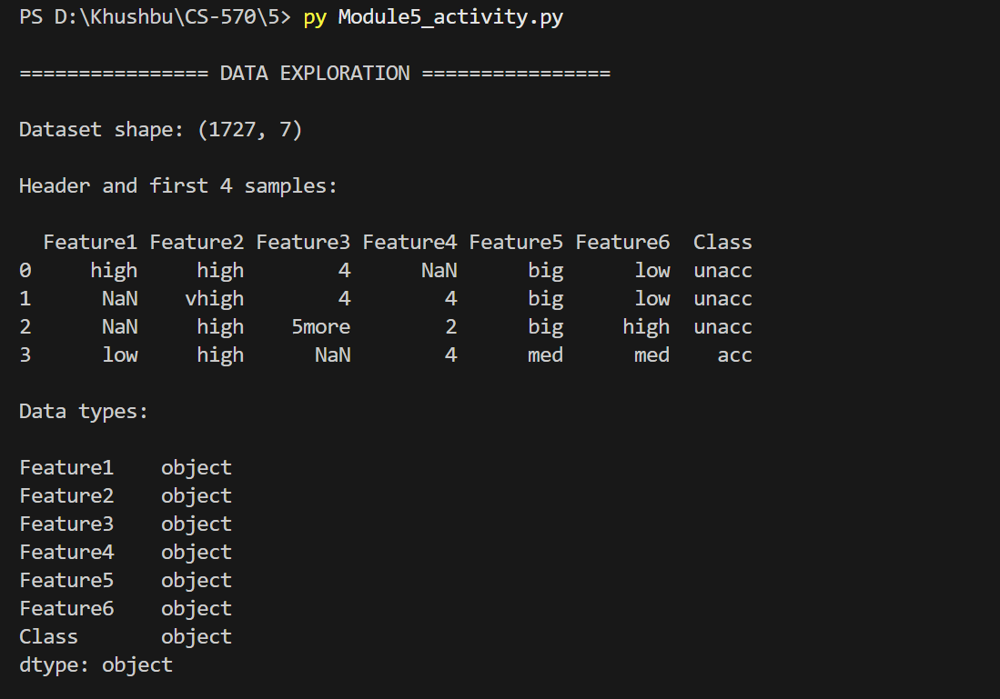 PS D:\Khushbu\CS-570\5> py Module5_activity.py
================ DATA EXPLORATION ================
Dataset shape: (1727, 7)
Header and first 4 samples:
  Feature1 Feature2 Feature3 Feature4 Feature5 Feature6  Class
0     high     high        4      NaN      big      low  unacc
1      NaN    vhigh        4        4      big      low  unacc
2      NaN     high    5more        2      big     high  unacc
3      low     high      NaN        4      med      med    acc
Data types:
Feature1    object
Feature2    object
Feature3    object
Feature4    object
Feature5    object
Feature6    object
Class       object
dtype: object